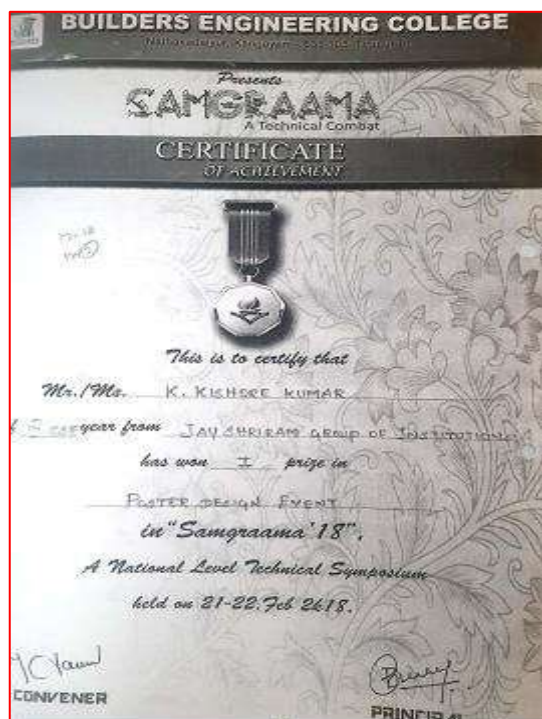 BUILDERS ENGINEERING COLLEGE
Presents
SAMGRAAMA
A Technical Combat
CERTIFICATE
OF ACHIEVEMENT
This is to certify that
Mr./Ms. K. KISHORE KUMAR
year from JAY SHRIRAM GROUP OF INSTITUTIONS
has won I prize in
POSTER DESIGN EVENT
in "Samgraama'18",
A National Level Technical Symposium
held on 21-22.Feb 2k18.
CONVENER
PRINCIPAL